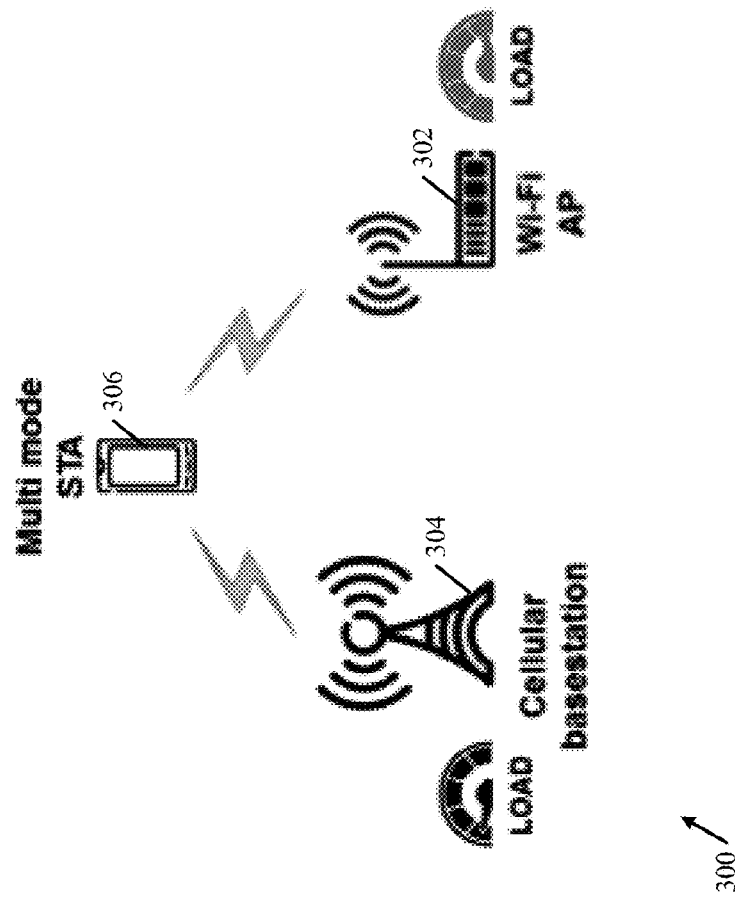 Multi mode
STA
306
304
302
LOAD
Cellular
basestation
Wi-Fi
AP
LOAD
300